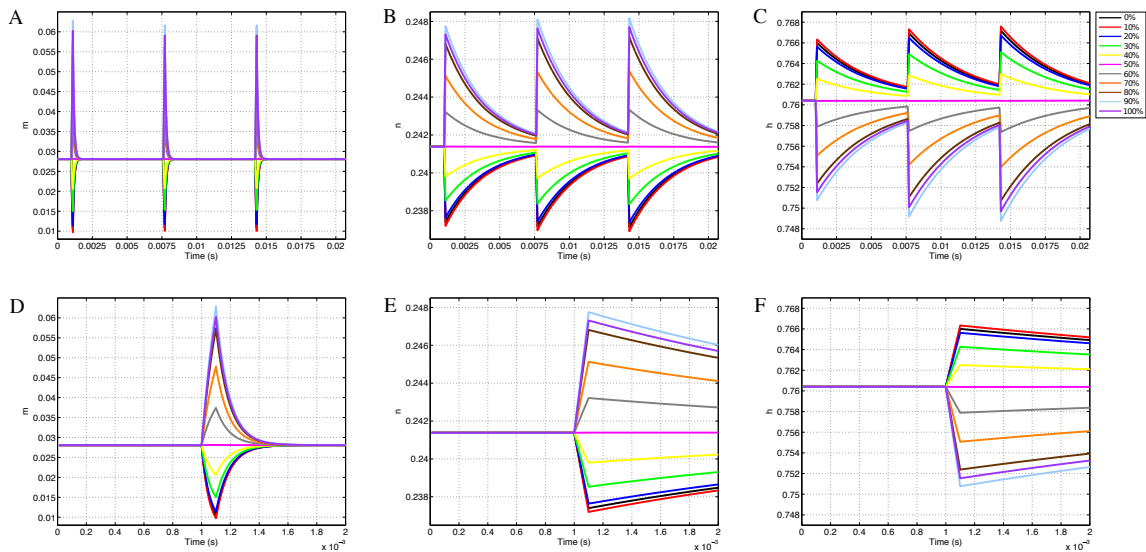 A
0.06
0.055
0.05
0.045
0.04
0.035
0.03
0.025
0.02
0.015
0.01
m
0 0.0025 0.005 0.0075 0.01 0.0125 0.015 0.0175 0.02
Time (s)
B
0.248
0.246
0.244
0.242
0.24
0.238
n
0 0.0025 0.005 0.0075 0.01 0.0125 0.015 0.0175 0.02
Time (s)
C
0.768
0.766
0.764
0.762
0.76
0.758
0.756
0.754
0.752
0.75
0.748
h
0 0.0025 0.005 0.0075 0.01 0.0125 0.015 0.0175 0.02
Time (s)
0%
10%
20%
30%
40%
50%
60%
70%
80%
90%
100%
D
0.06
0.055
0.05
0.045
0.04
0.035
0.03
0.025
0.02
0.015
0.01
m
0 0.2 0.4 0.6 0.8 1.0 1.2 1.4 1.6 1.8 2
Time (s)
x 10⁻³
E
0.248
0.246
0.244
0.242
0.24
0.238
n
0 0.2 0.4 0.6 0.8 1.0 1.2 1.4 1.6 1.8 2
Time (s)
x 10⁻³
F
0.768
0.766
0.764
0.762
0.76
0.758
0.756
0.754
0.752
0.75
0.748
h
0 0.2 0.4 0.6 0.8 1.0 1.2 1.4 1.6 1.8 2
Time (s)
x 10⁻³